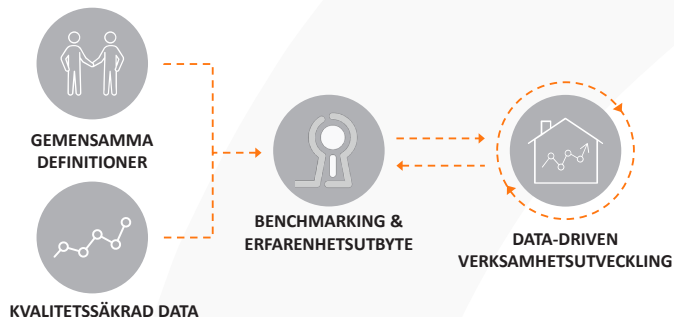 GEMENSAMMA
DEFINITIONER
KVALITETSSÄKRAD DATA
BENCHMARKING &
ERFARENHETSUTBYTE
DATA-DRIVEN
VERKSAMHETSUTVECKLING